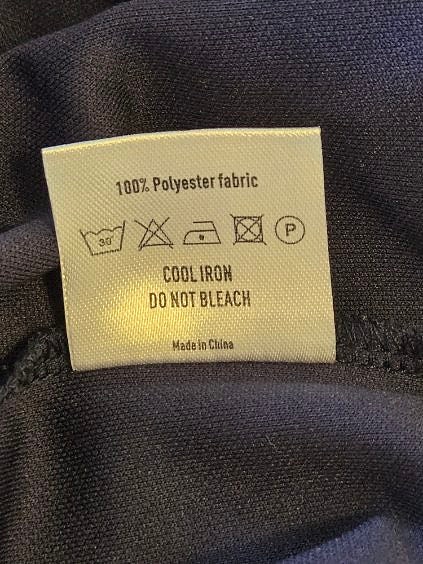 100% Polyester fabric
30° P
COOL IRON
DO NOT BLEACH
Made in China